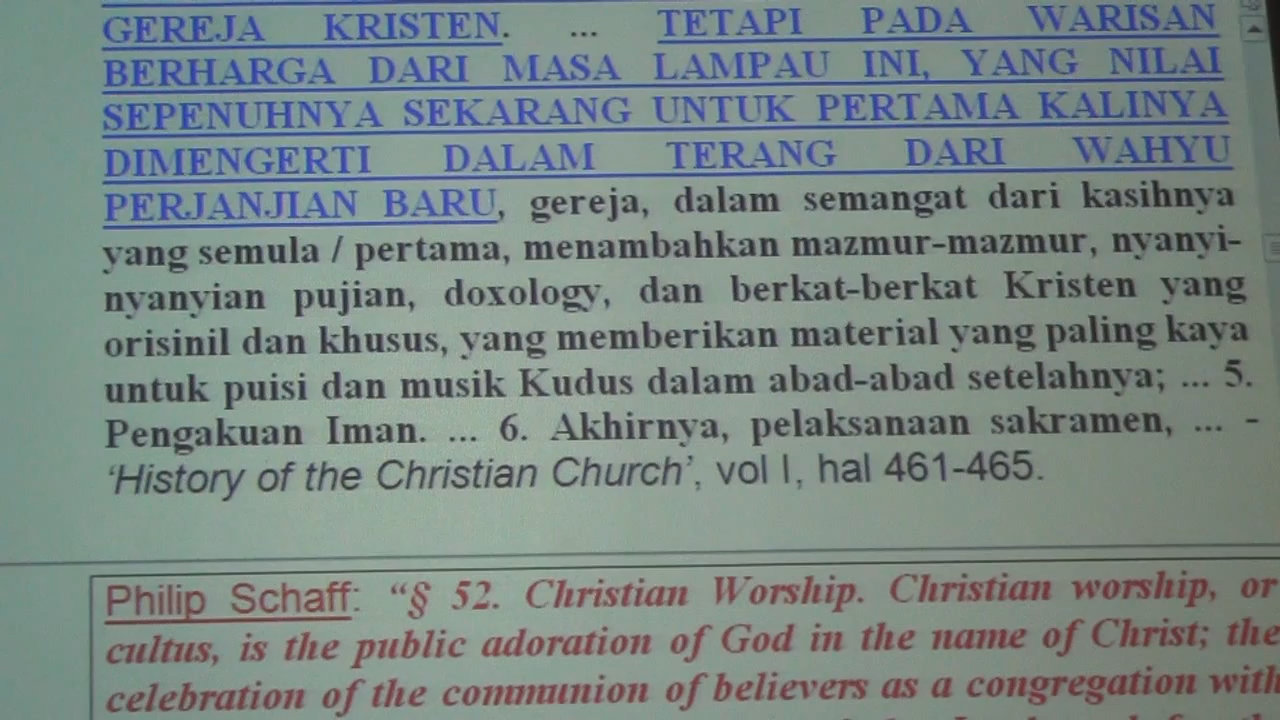 GEREJA KRISTEN. ... TETAPI PADA WARISAN
BERHARGA DARI MASA LAMPAU INI, YANG NILAI
SEPENUHNYA SEKARANG UNTUK PERTAMA KALINYA
DIMENGERTI DALAM TERANG DARI WAHYU
PERJANJIAN BARU, gereja, dalam semangat dari kasihnya
yang semula / pertama, menambahkan mazmur-mazmur, nyanyi-
nyanyian pujian, doxology, dan berkat-berkat Kristen yang
orisinil dan khusus, yang memberikan material yang paling kaya
untuk puisi dan musik Kudus dalam abad-abad setelahnya; ... 5.
Pengakuan Iman. ... 6. Akhirnya, pelaksanaan sakramen, ... -
‘History of the Christian Church’, vol I, hal 461-465.
Philip Schaff: “§ 52. Christian Worship. Christian worship, or
cultus, is the public adoration of God in the name of Christ; the
celebration of the communion of believers as a congregation with